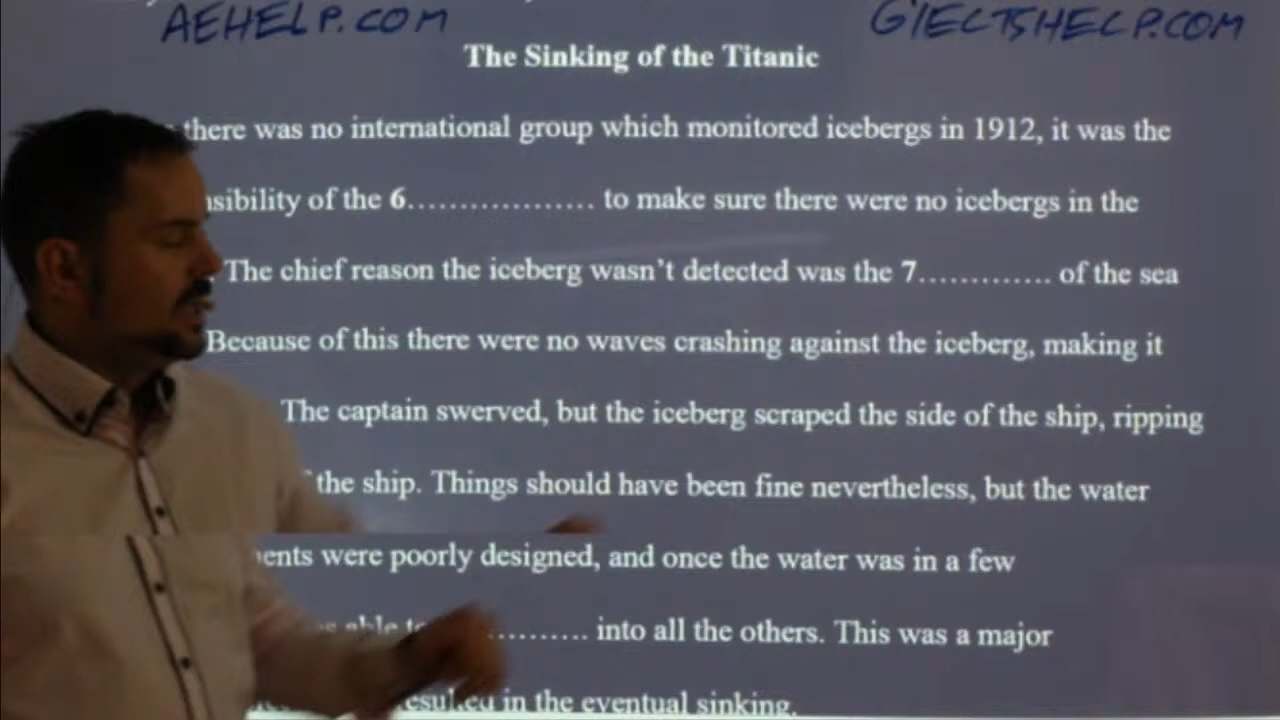 AEHELP.COM GIELTSHELP.COM
The Sinking of the Titanic
there was no international group which monitored icebergs in 1912, it was the
nsibility of the 6.................. to make sure there were no icebergs in the
The chief reason the iceberg wasn't detected was the 7............. of the sea
Because of this there were no waves crashing against the iceberg, making it
The captain swerved, but the iceberg scraped the side of the ship, ripping
the ship. Things should have been fine nevertheless, but the water
ents were poorly designed, and once the water was in a few
able to ........... into all the others. This was a major
resulted in the eventual sinking.